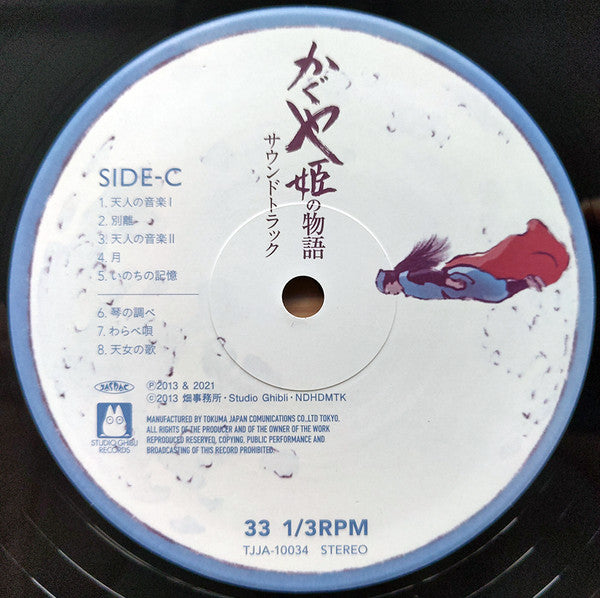 かぐや姫の物語
サウンドトラック
SIDE-C
1. 天人の音楽 I
2. 別離
3. 天人の音楽 II
4. 月
5. いのちの記憶
6. 琴の調べ
7. わらべ唄
8. 天女の歌
℗2013 & 2021
©2013 畑事務所・Studio Ghibli・NDHDMTK
STUDIO GHIBLI
RECORDS
MANUFACTURED BY TOKUMA JAPAN COMUNICATIONS CO.,LTD TOKYO.
ALL RIGHTS OF THE PRODUCER AND OF THE OWNER OF THE WORK
REPRODUCED RESERVED, COPYING, PUBLIC PERFORMANCE AND
BROADCASTING OF THIS RECORD PROHIBITED.
33 1/3RPM
TJJA-10034 STEREO